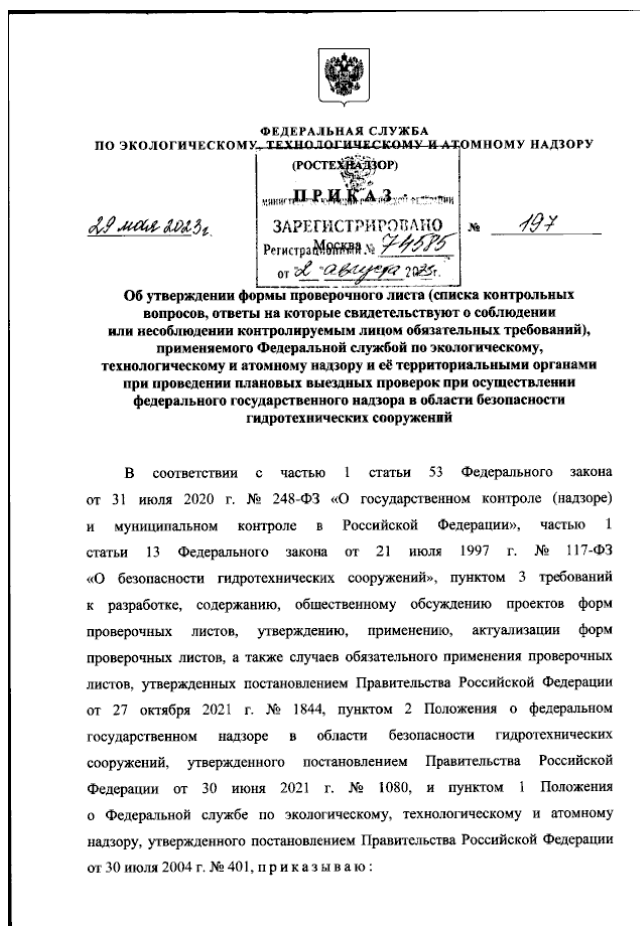 ФЕДЕРАЛЬНАЯ СЛУЖБА
ПО ЭКОЛОГИЧЕСКОМУ, ТЕХНОЛОГИЧЕСКОМУ И АТОМНОМУ НАДЗОРУ
(РОСТЕХНАДЗОР)
ПРИКАЗ
МИНИСТЕРСТВО ЮСТИЦИИ РОССИЙСКОЙ ФЕДЕРАЦИИ
29 мая 2023г.
ЗАРЕГИСТРИРОВАНО
№ 197
Москва
Регистрационный № 74585
от "2" августа 2023г.
Об утверждении формы проверочного листа (списка контрольных
вопросов, ответы на которые свидетельствуют о соблюдении
или несоблюдении контролируемым лицом обязательных требований),
применяемого Федеральной службой по экологическому,
технологическому и атомному надзору и её территориальными органами
при проведении плановых выездных проверок при осуществлении
федерального государственного надзора в области безопасности
гидротехнических сооружений
В соответствии с частью 1 статьи 53 Федерального закона
от 31 июля 2020 г. № 248-ФЗ «О государственном контроле (надзоре)
и муниципальном контроле в Российской Федерации», частью 1
статьи 13 Федерального закона от 21 июля 1997 г. № 117-ФЗ
«О безопасности гидротехнических сооружений», пунктом 3 требований
к разработке, содержанию, общественному обсуждению проектов форм
проверочных листов, утверждению, применению, актуализации форм
проверочных листов, а также случаев обязательного применения проверочных
листов, утвержденных постановлением Правительства Российской Федерации
от 27 октября 2021 г. № 1844, пунктом 2 Положения о федеральном
государственном надзоре в области безопасности гидротехнических
сооружений, утвержденного постановлением Правительства Российской
Федерации от 30 июня 2021 г. № 1080, и пунктом 1 Положения
о Федеральной службе по экологическому, технологическому и атомному
надзору, утвержденного постановлением Правительства Российской Федерации
от 30 июля 2004 г. № 401, п р и к а з ы в а ю :